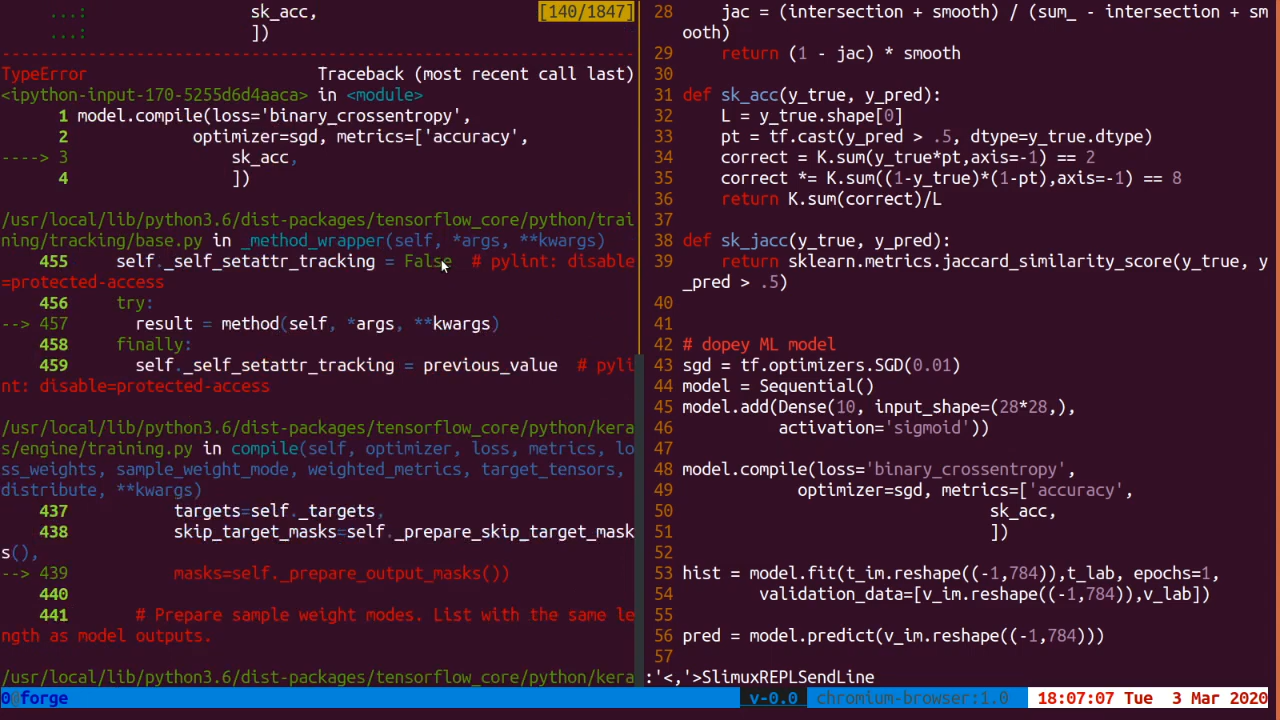 ...:                   sk_acc,          [140/1847]
   ...:                   ])
---------------------------------------------------------------------------
TypeError                        Traceback (most recent call last)
<ipython-input-170-5255d6d4aaca> in <module>
      1 model.compile(loss='binary_crossentropy',
      2             optimizer=sgd, metrics=['accuracy',
----> 3                 sk_acc,
      4                 ])
/usr/local/lib/python3.6/dist-packages/tensorflow_core/python/trai
ning/tracking/base.py in _method_wrapper(self, *args, **kwargs)
    455     self._self_setattr_tracking = False  # pylint: disable
=protected-access
    456     try:
--> 457       result = method(self, *args, **kwargs)
    458     finally:
    459       self._self_setattr_tracking = previous_value  # pyli
nt: disable=protected-access
/usr/local/lib/python3.6/dist-packages/tensorflow_core/python/kera
s/engine/training.py in compile(self, optimizer, loss, metrics, lo
ss_weights, sample_weight_mode, weighted_metrics, target_tensors,
distribute, **kwargs)
    437           targets=self._targets,
    438           skip_target_masks=self._prepare_skip_target_mask
s(),
--> 439           masks=self._prepare_output_masks())
    440
    441       # Prepare sample weight modes. List with the same le
ngth as model outputs.
/usr/local/lib/python3.6/dist-packages/tensorflow_core/python/kera
28     jac = (intersection + smooth) / (sum_ - intersection + sm
ooth)
29     return (1 - jac) * smooth
30
31 def sk_acc(y_true, y_pred):
32     L = y_true.shape[0]
33     pt = tf.cast(y_pred > .5, dtype=y_true.dtype)
34     correct = K.sum(y_true*pt,axis=-1) == 2
35     correct *= K.sum((1-y_true)*(1-pt),axis=-1) == 8
36     return K.sum(correct)/L
37
38 def sk_jacc(y_true, y_pred):
39     return sklearn.metrics.jaccard_similarity_score(y_true, y
_pred > .5)
40
41
42 # dopey ML model
43 sgd = tf.optimizers.SGD(0.01)
44 model = Sequential()
45 model.add(Dense(10, input_shape=(28*28,),
46           activation='sigmoid'))
47
48 model.compile(loss='binary_crossentropy',
49             optimizer=sgd, metrics=['accuracy',
50                                 sk_acc,
51                                 ])
52
53 hist = model.fit(t_im.reshape((-1,784)),t_lab, epochs=1,
54         validation_data=[v_im.reshape((-1,784)),v_lab])
55
56 pred = model.predict(v_im.reshape((-1,784)))
57
:'<,'>SlimuxREPLSendLine
0@forge v-0.0 chromium-browser:1.0 18:07:07 Tue  3 Mar 2020